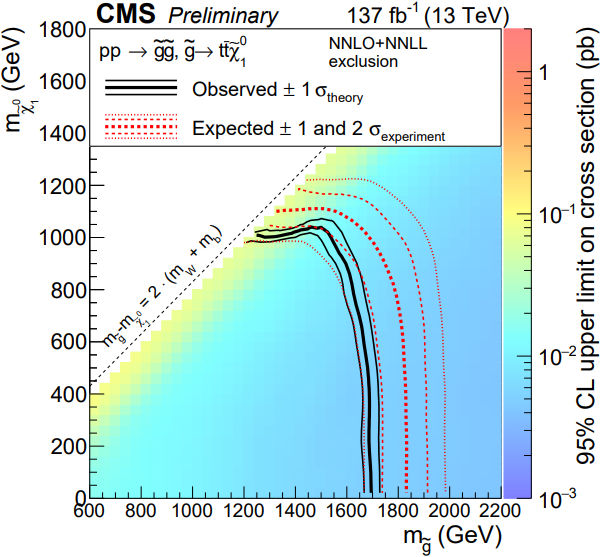 CMS Preliminary 137 fb⁻¹ (13 TeV)
pp → g̃g̃, g̃ → tt̄χ̃₁⁰ NNLO+NNLL
exclusion
Observed ± 1 σ_theory
Expected ± 1 and 2 σ_experiment
m_χ̃₁⁰ (GeV)
1800
1600
1400
1200
1000
800
600
400
200
0
m_g̃-m_χ̃₁⁰ = 2 · (m_W + m_b)
600 800 1000 1200 1400 1600 1800 2000 2200
m_g̃ (GeV)
1
10⁻¹
10⁻²
10⁻³
95% CL upper limit on cross section (pb)